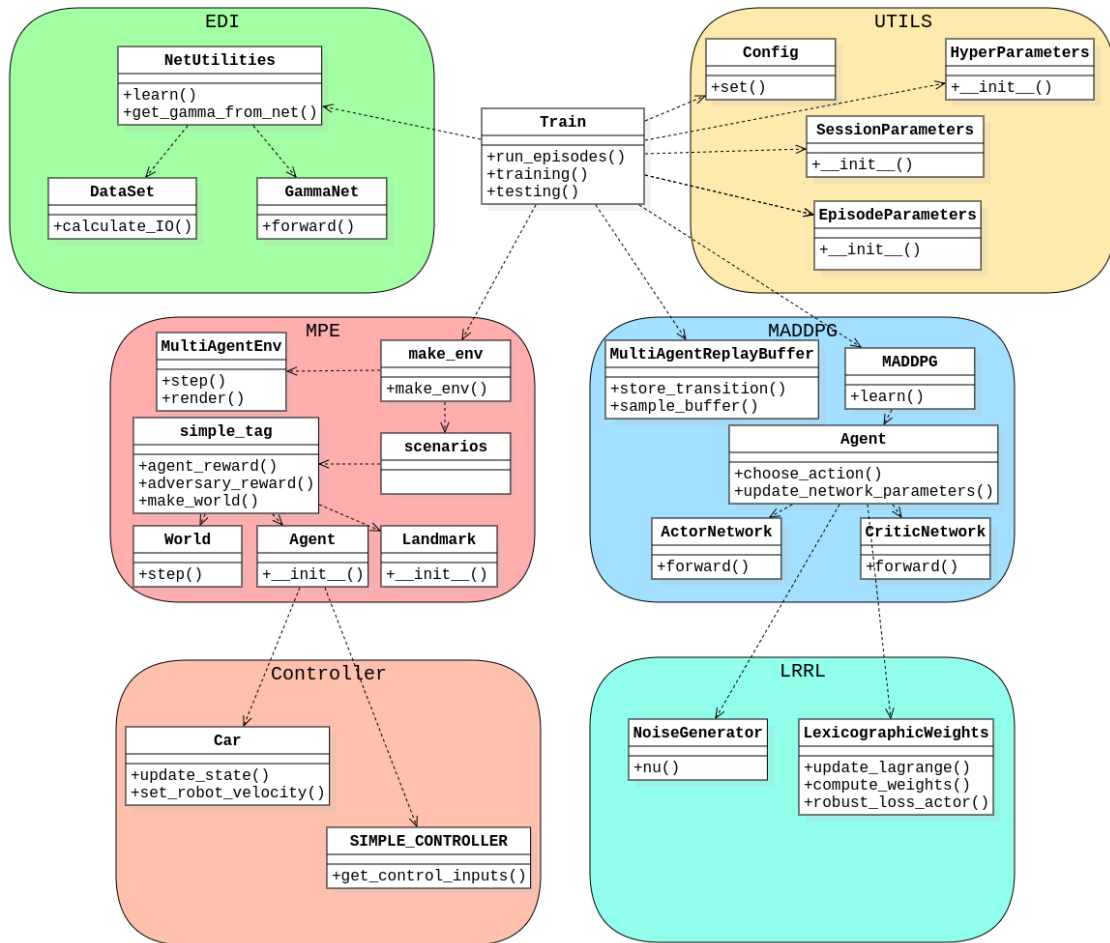 EDI
NetUtilities
+learn()
+get_gamma_from_net()
DataSet
+calculate_IO()
GammaNet
+forward()
Train
+run_episodes()
+training()
+testing()
UTILS
Config
+set()
HyperParameters
+__init__()
SessionParameters
+__init__()
EpisodeParameters
+__init__()
MPE
MultiAgentEnv
+step()
+render()
make_env
+make_env()
simple_tag
+agent_reward()
+adversary_reward()
+make_world()
scenarios
World
+step()
Agent
+__init__()
Landmark
+__init__()
MADDPG
MultiAgentReplayBuffer
+store_transition()
+sample_buffer()
MADDPG
+learn()
Agent
+choose_action()
+update_network_parameters()
ActorNetwork
+forward()
CriticNetwork
+forward()
Controller
Car
+update_state()
+set_robot_velocity()
SIMPLE_CONTROLLER
+get_control_inputs()
LRRL
NoiseGenerator
+nu()
LexicographicWeights
+update_lagrange()
+compute_weights()
+robust_loss_actor()